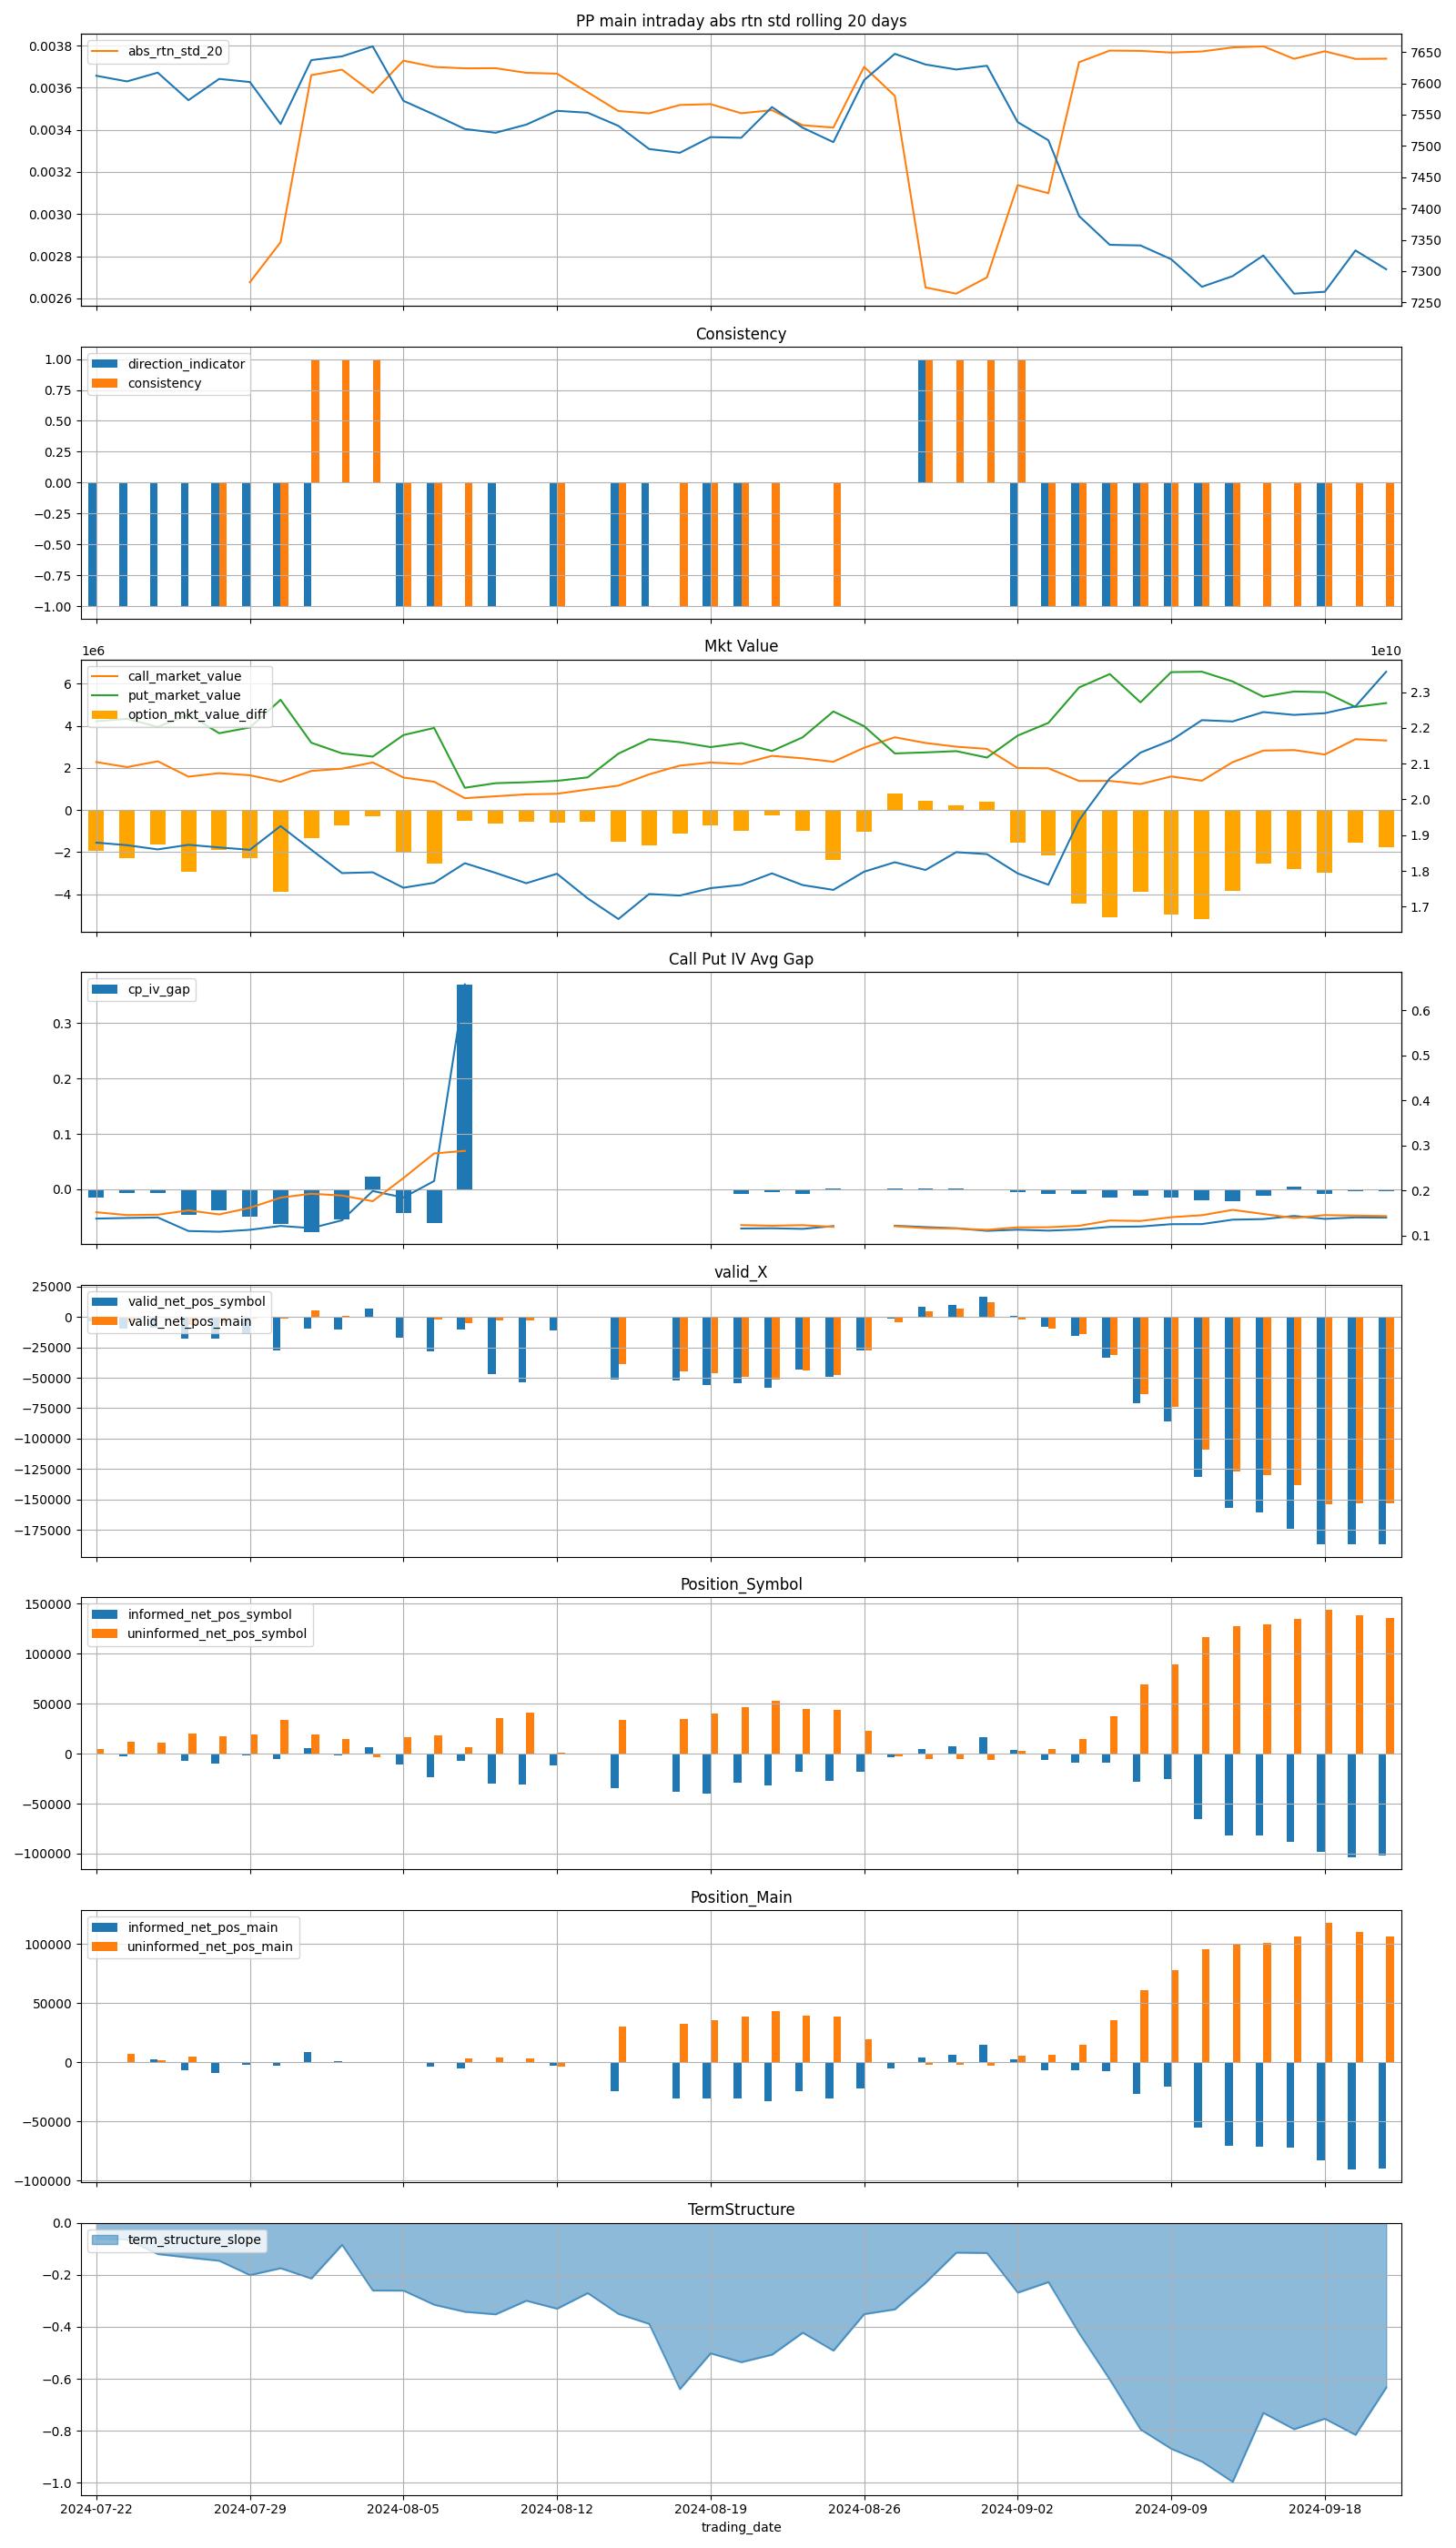 PP main intraday abs rtn std rolling 20 days
abs_rtn_std_20
0.0038
0.0036
0.0034
0.0032
0.0030
0.0028
0.0026
7650
7600
7550
7500
7450
7400
7350
7300
7250
Consistency
direction_indicator
consistency
1.00
0.75
0.50
0.25
0.00
−0.25
−0.50
−0.75
−1.00
Mkt Value
1e6
1e10
call_market_value
put_market_value
option_mkt_value_diff
6
4
2
0
−2
−4
2.3
2.2
2.1
2.0
1.9
1.8
1.7
Call Put IV Avg Gap
cp_iv_gap
0.3
0.2
0.1
0.0
0.6
0.5
0.4
0.3
0.2
0.1
valid_X
valid_net_pos_symbol
valid_net_pos_main
25000
0
−25000
−50000
−75000
−100000
−125000
−150000
−175000
Position_Symbol
informed_net_pos_symbol
uninformed_net_pos_symbol
150000
100000
50000
0
−50000
−100000
Position_Main
informed_net_pos_main
uninformed_net_pos_main
100000
50000
0
−50000
−100000
TermStructure
term_structure_slope
0.0
−0.2
−0.4
−0.6
−0.8
−1.0
2024-07-22 2024-07-29 2024-08-05 2024-08-12 2024-08-19 2024-08-26 2024-09-02 2024-09-09 2024-09-18
trading_date